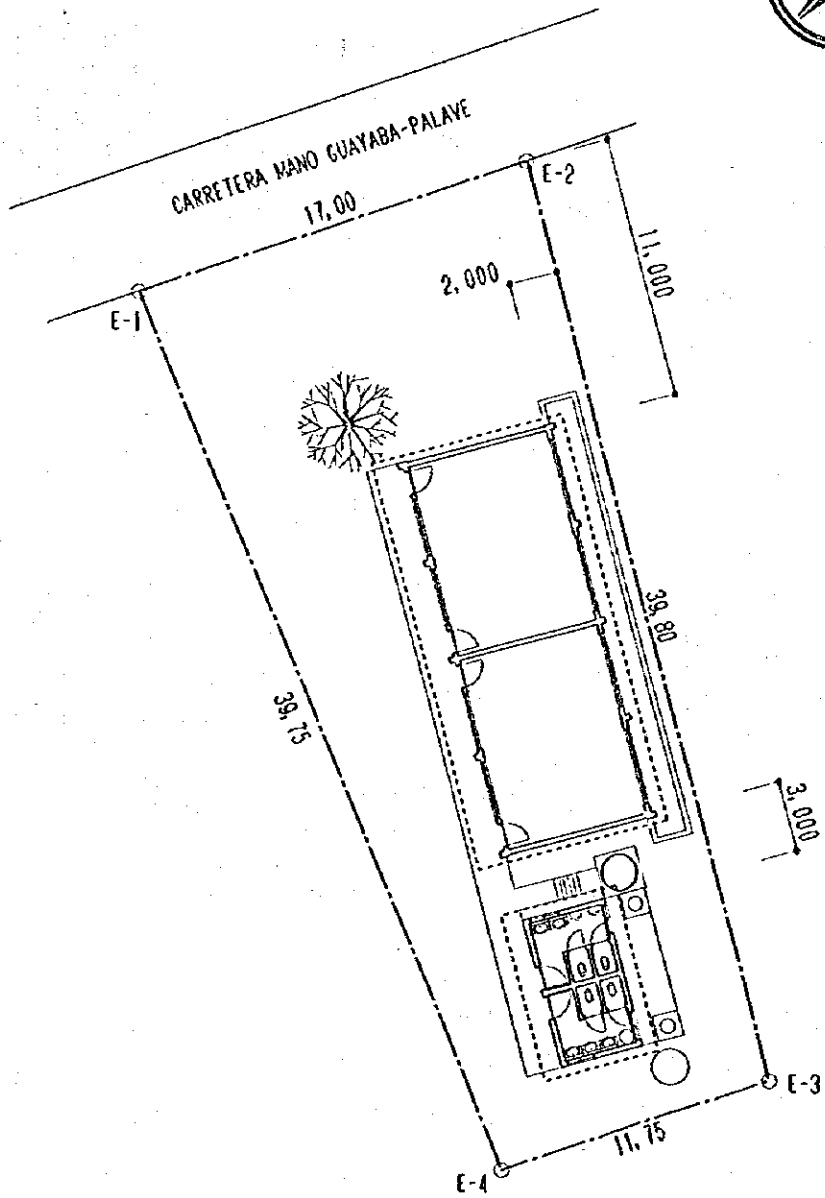 CARRETERA MANO GUAYABA-PALAVE
17,00
E-2
E-1
2,000
11,000
39,80
39,75
3,000
E-3
11,75
E-4